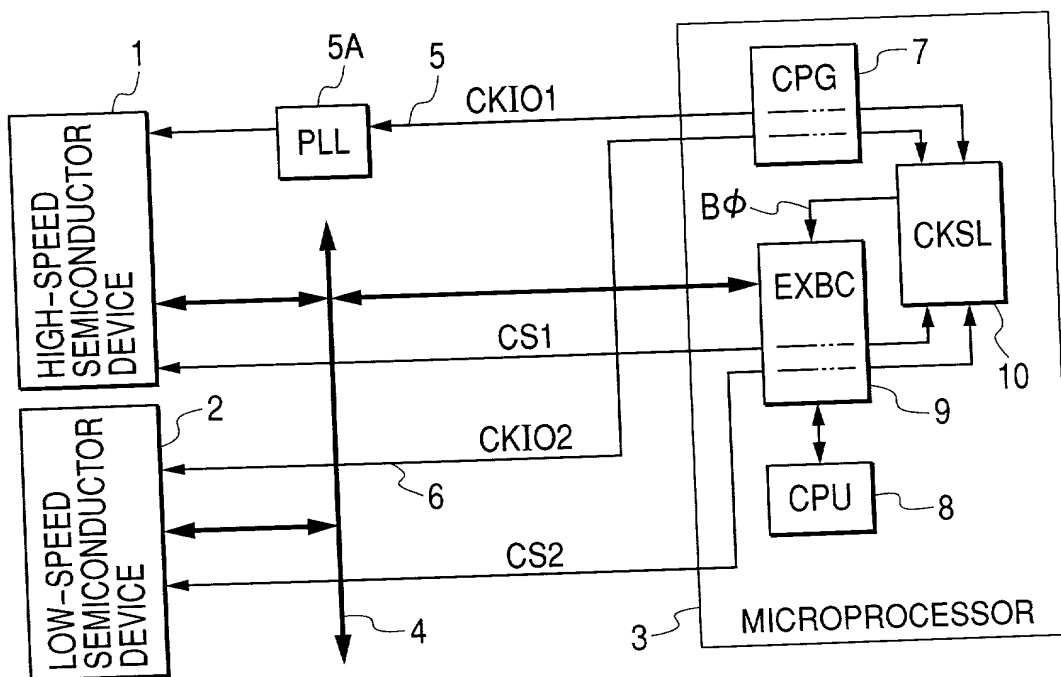 1
5A
5
CKIO1
7
CPG
PLL
HIGH-SPEED
SEMICONDUCTOR
DEVICE
BΦ
CKSL
EXBC
CS1
10
2
9
CKIO2
6
CPU
8
LOW-SPEED
SEMICONDUCTOR
DEVICE
CS2
4
3
MICROPROCESSOR